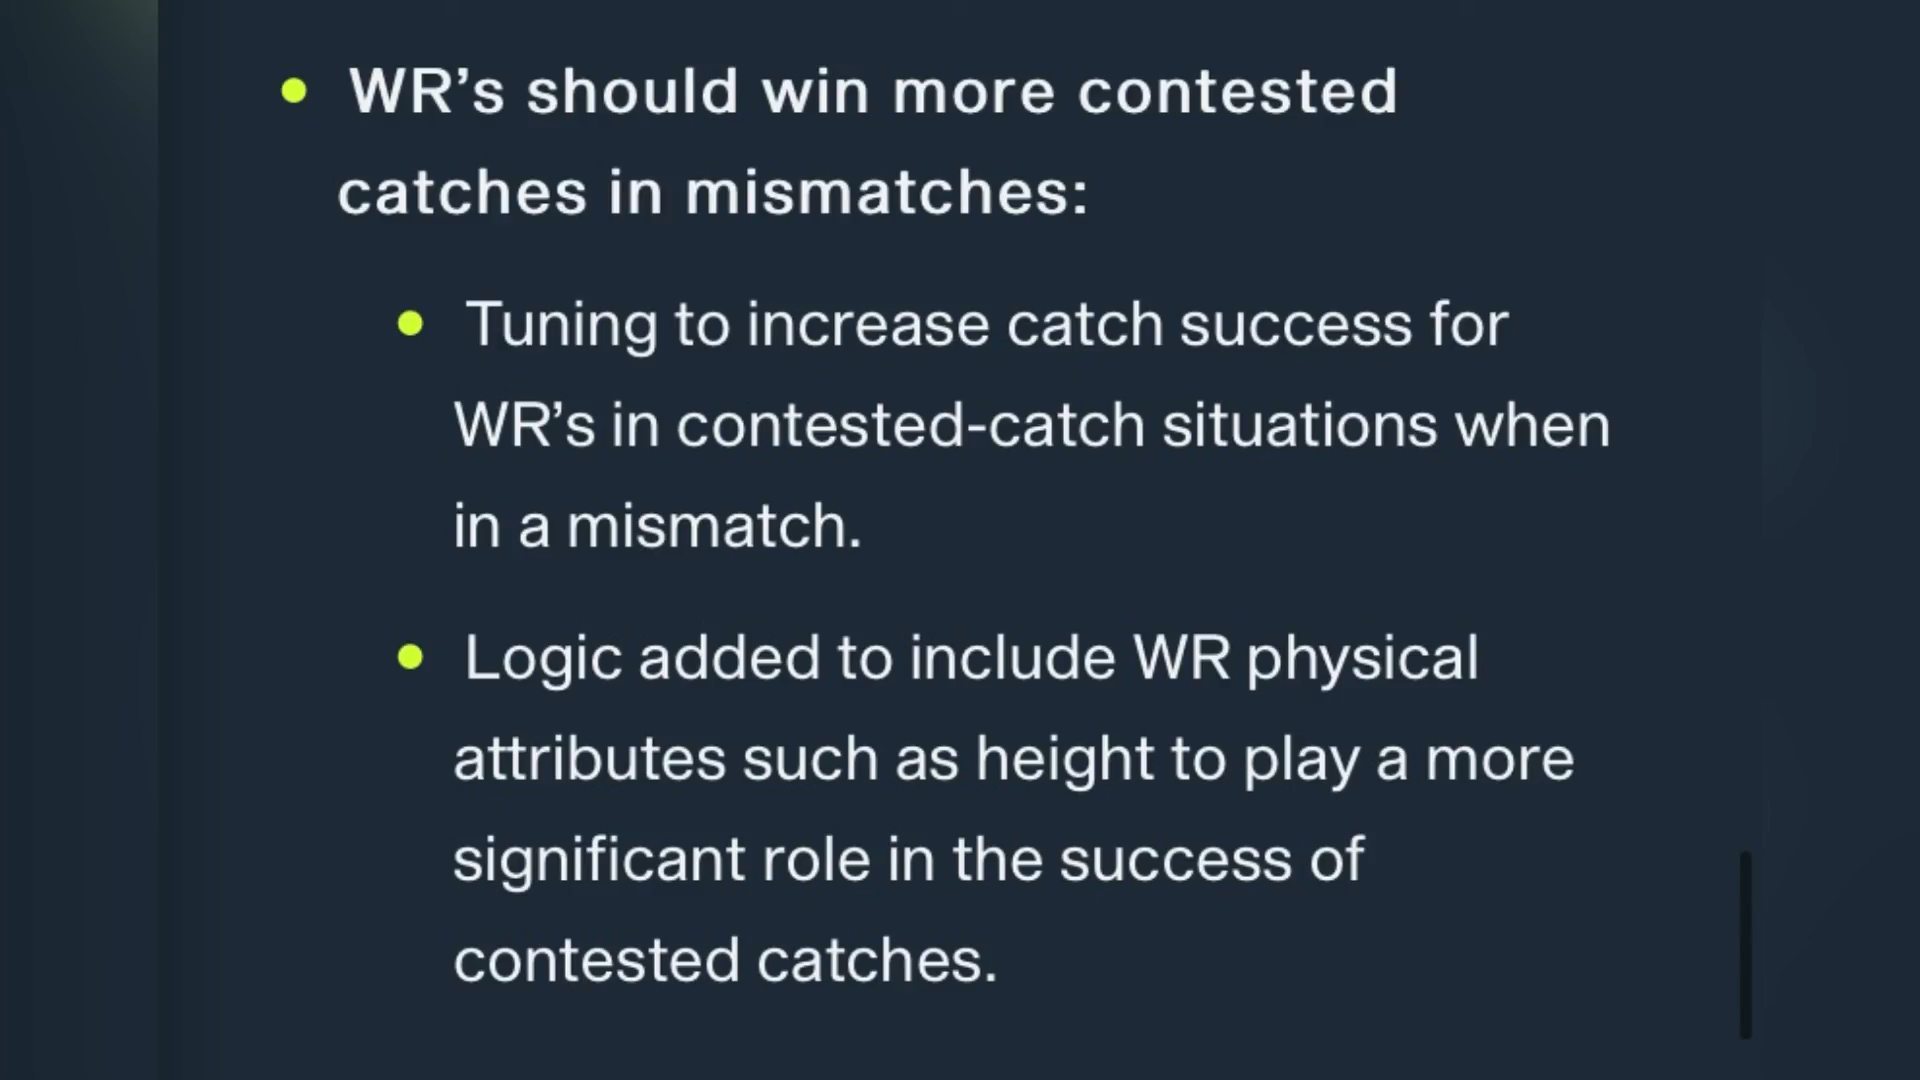 WR’s should win more contested
catches in mismatches:
Tuning to increase catch success for
WR’s in contested-catch situations when
in a mismatch.
Logic added to include WR physical
attributes such as height to play a more
significant role in the success of
contested catches.